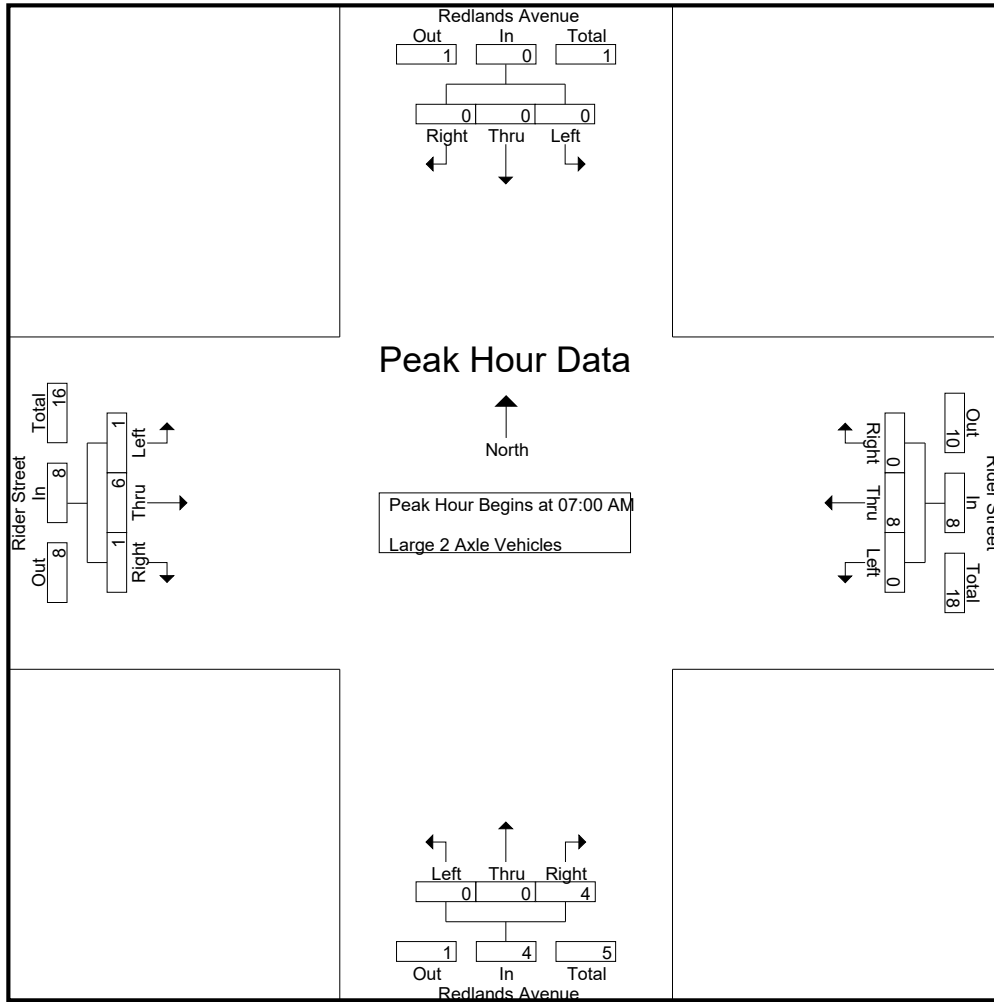 Redlands Avenue
Out In Total
1 0 1
0 0 0
Right Thru Left
Peak Hour Data
North
Peak Hour Begins at 07:00 AM
Large 2 Axle Vehicles
Rider Street
Total In Out
16 8 8
1 6 1
Left Thru Right
Rider Street
Out In Total
10 8 18
0 8 0
Right Thru Left
Left Thru Right
0 0 4
1 4 5
Out In Total
Redlands Avenue